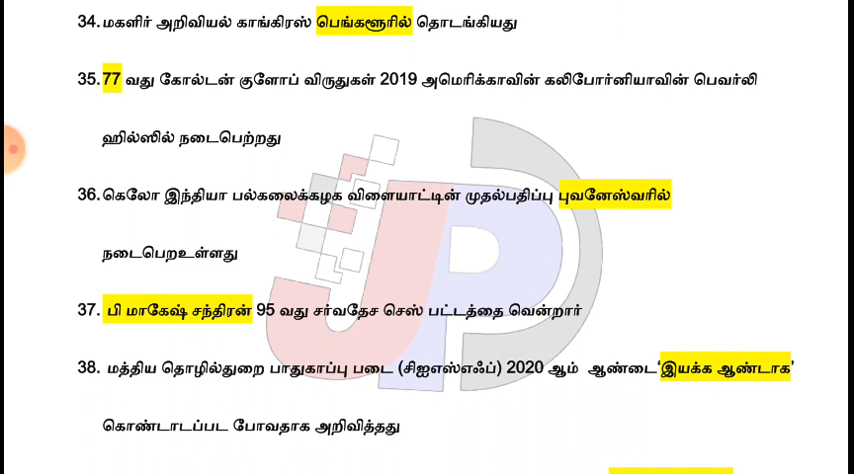 34. மகளிர் அறிவியல் காங்கிரஸ் பெங்களூரில் தொடங்கியது
35. 77 வது கோல்டன் குளோப் விருதுகள் 2019 அமெரிக்காவின் கலிபோர்னியாவின் பெவர்லி
ஹில்ஸில் நடைபெற்றது
36. கெலோ இந்தியா பல்கலைக்கழக விளையாட்டின் முதல்பதிப்பு புவனேஸ்வரில்
நடைபெறஉள்ளது
37. பி மாகேஷ் சந்திரன் 95 வது சர்வதேச செஸ் பட்டத்தை வென்றார்
38. மத்திய தொழில்துறை பாதுகாப்பு படை (சிஐஎஸ்எஃப்) 2020 ஆம் ஆண்டை'இயக்க ஆண்டாக'
கொண்டாடப்பட போவதாக அறிவித்தது